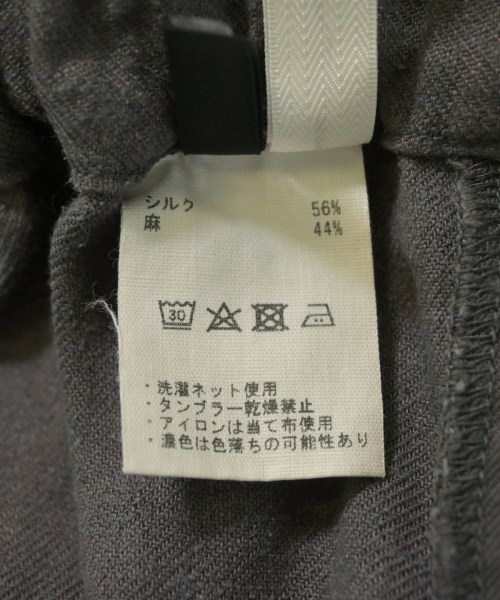 シルク 56%
麻 44%
30
・洗濯ネット使用
・タンブラー乾燥禁止
・アイロンは当て布使用
・濃色は色落ちの可能性あり